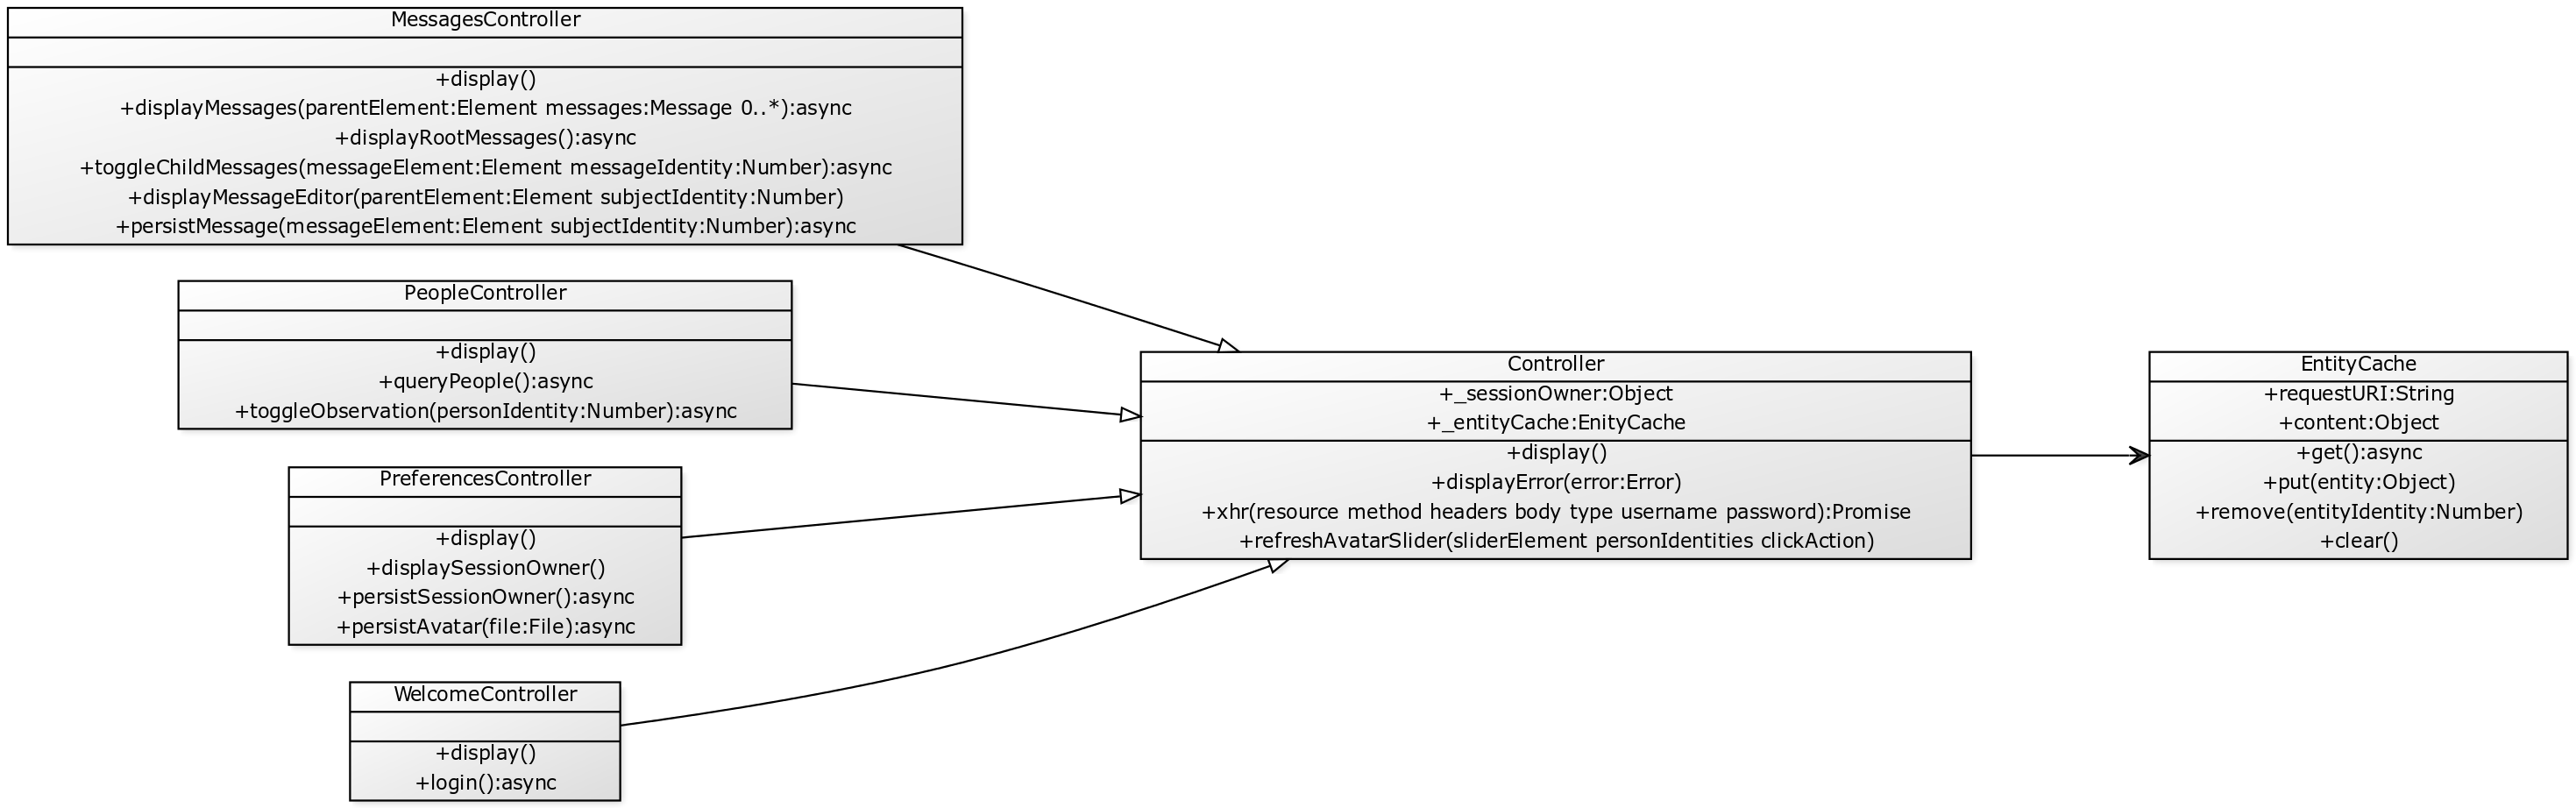 MessagesController
+display()
+displayMessages(parentElement:Element messages:Message 0..*):async
+displayRootMessages():async
+toggleChildMessages(messageElement:Element messageIdentity:Number):async
+displayMessageEditor(parentElement:Element subjectIdentity:Number)
+persistMessage(messageElement:Element subjectIdentity:Number):async
PeopleController
+display()
+queryPeople():async
+toggleObservation(personIdentity:Number):async
PreferencesController
+display()
+displaySessionOwner()
+persistSessionOwner():async
+persistAvatar(file:File):async
WelcomeController
+display()
+login():async
Controller
+_sessionOwner:Object
+_entityCache:EnityCache
+display()
+displayError(error:Error)
+xhr(resource method headers body type username password):Promise
+refreshAvatarSlider(sliderElement personIdentities clickAction)
EntityCache
+requestURI:String
+content:Object
+get():async
+put(entity:Object)
+remove(entityIdentity:Number)
+clear()